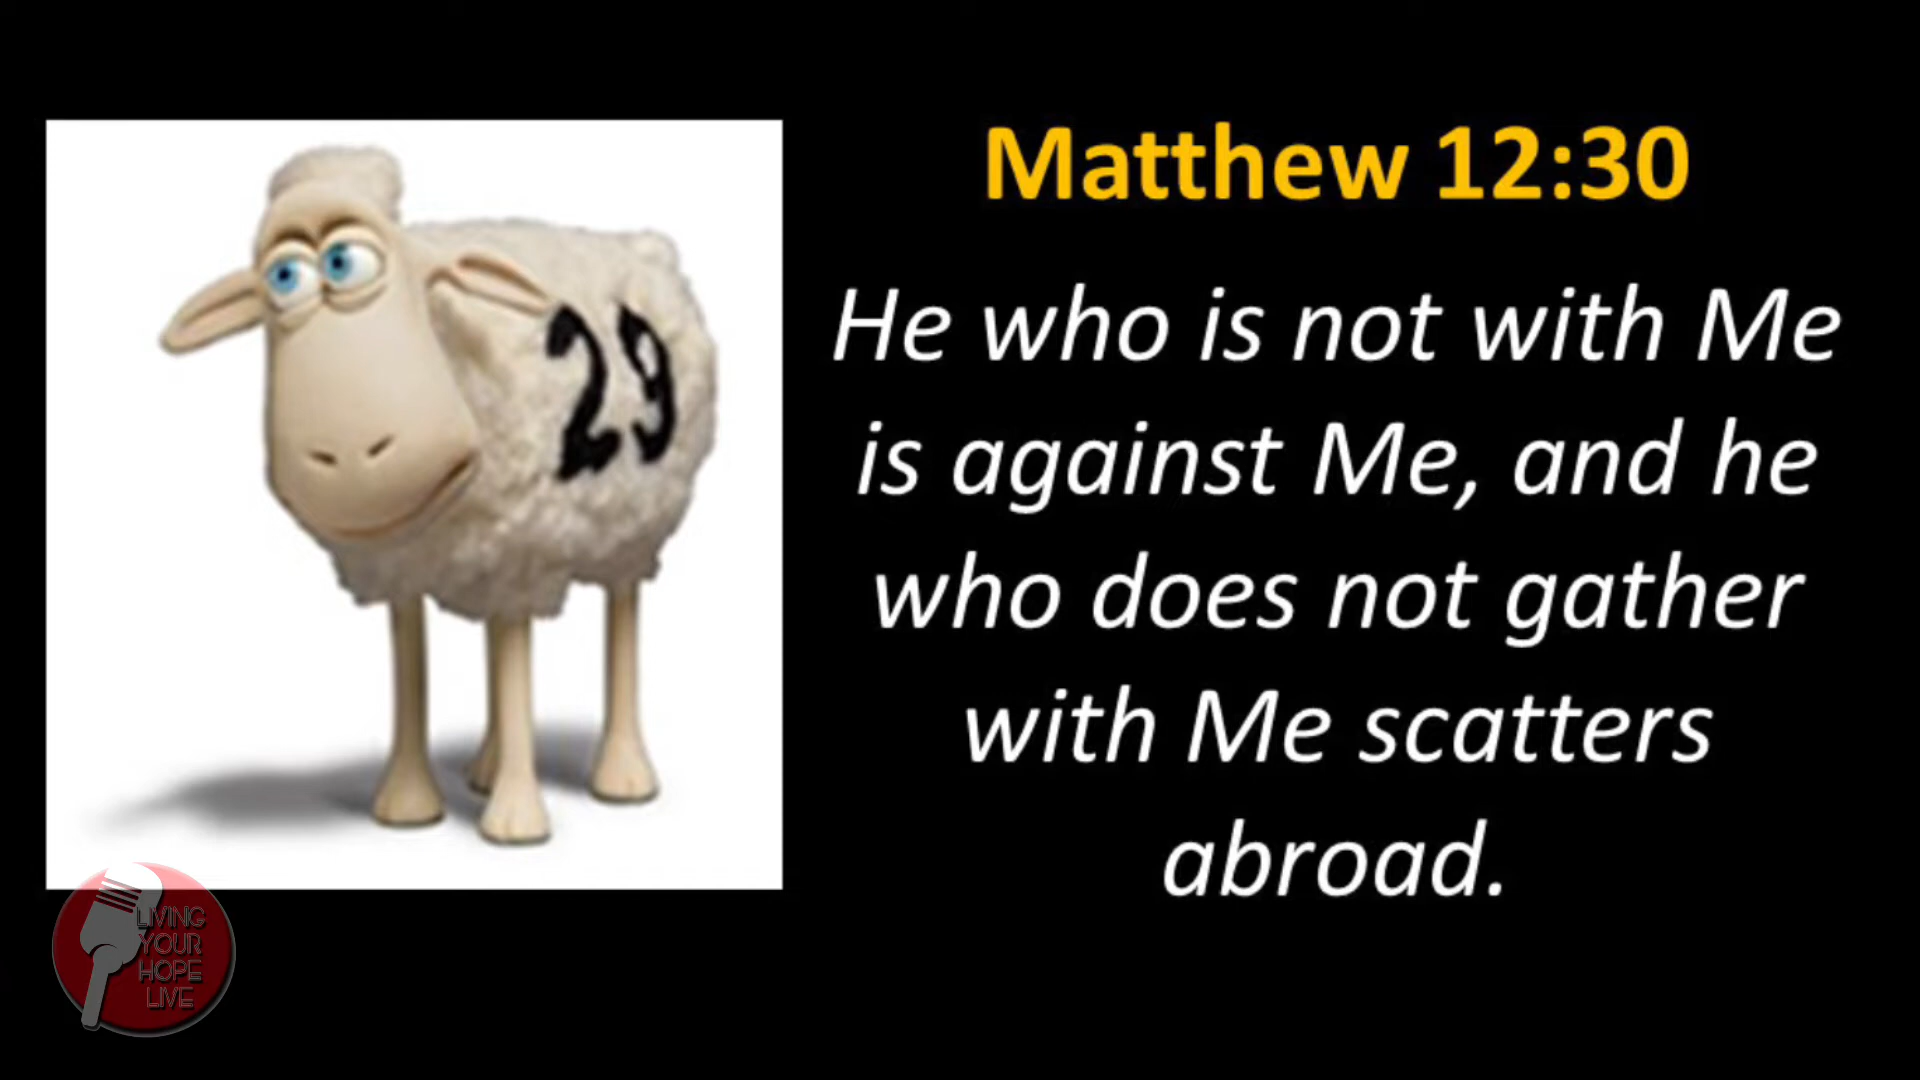 Matthew 12:30
He who is not with Me
is against Me, and he
who does not gather
with Me scatters
abroad.
29
LIVING
YOUR
HOPE
LIVE